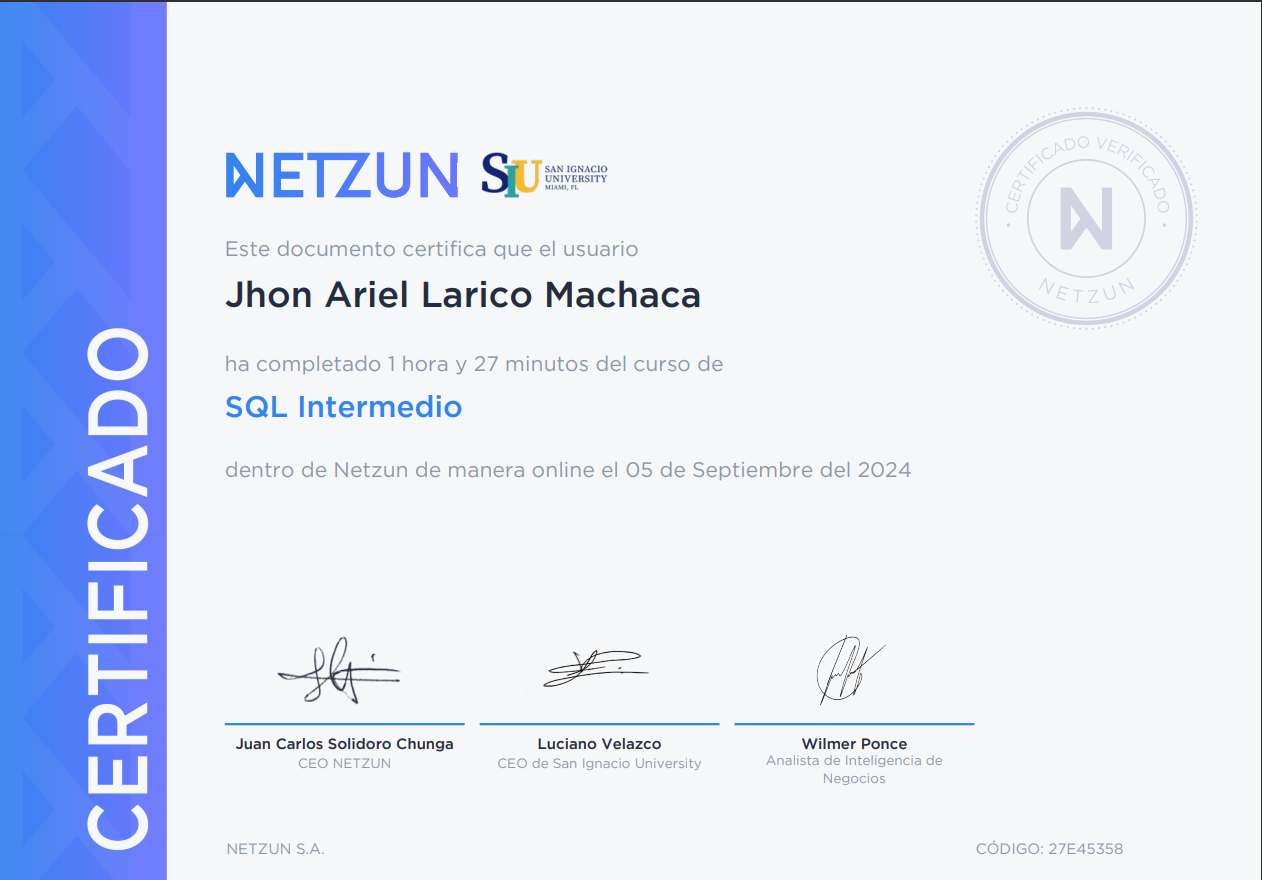 CERTIFICADO
NETZUN
SIU
SAN IGNACIO
UNIVERSITY
MIAMI, FL
CERTIFICADO VERIFICADO
N
NETZUN
Este documento certifica que el usuario
Jhon Ariel Larico Machaca
ha completado 1 hora y 27 minutos del curso de
SQL Intermedio
dentro de Netzun de manera online el 05 de Septiembre del 2024
Juan Carlos Solidoro Chunga
CEO NETZUN
Luciano Velazco
CEO de San Ignacio University
Wilmer Ponce
Analista de Inteligencia de
Negocios
NETZUN S.A.
CÓDIGO: 27E45358